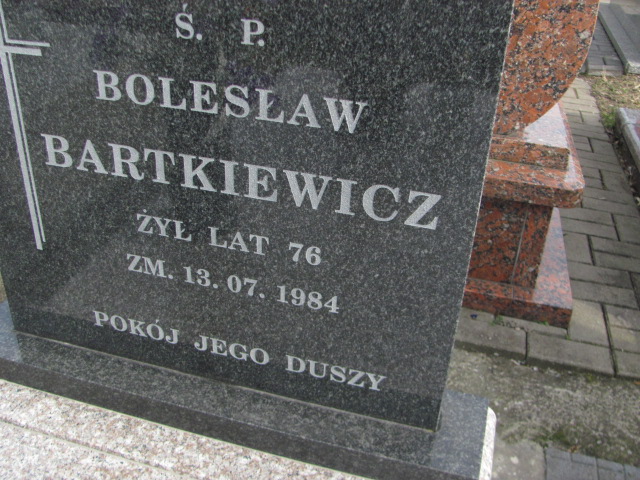 Ś. P.
BOLESŁAW
BARTKIEWICZ
ŻYŁ LAT 76
ZM. 13. 07. 1984
POKÓJ JEGO DUSZY